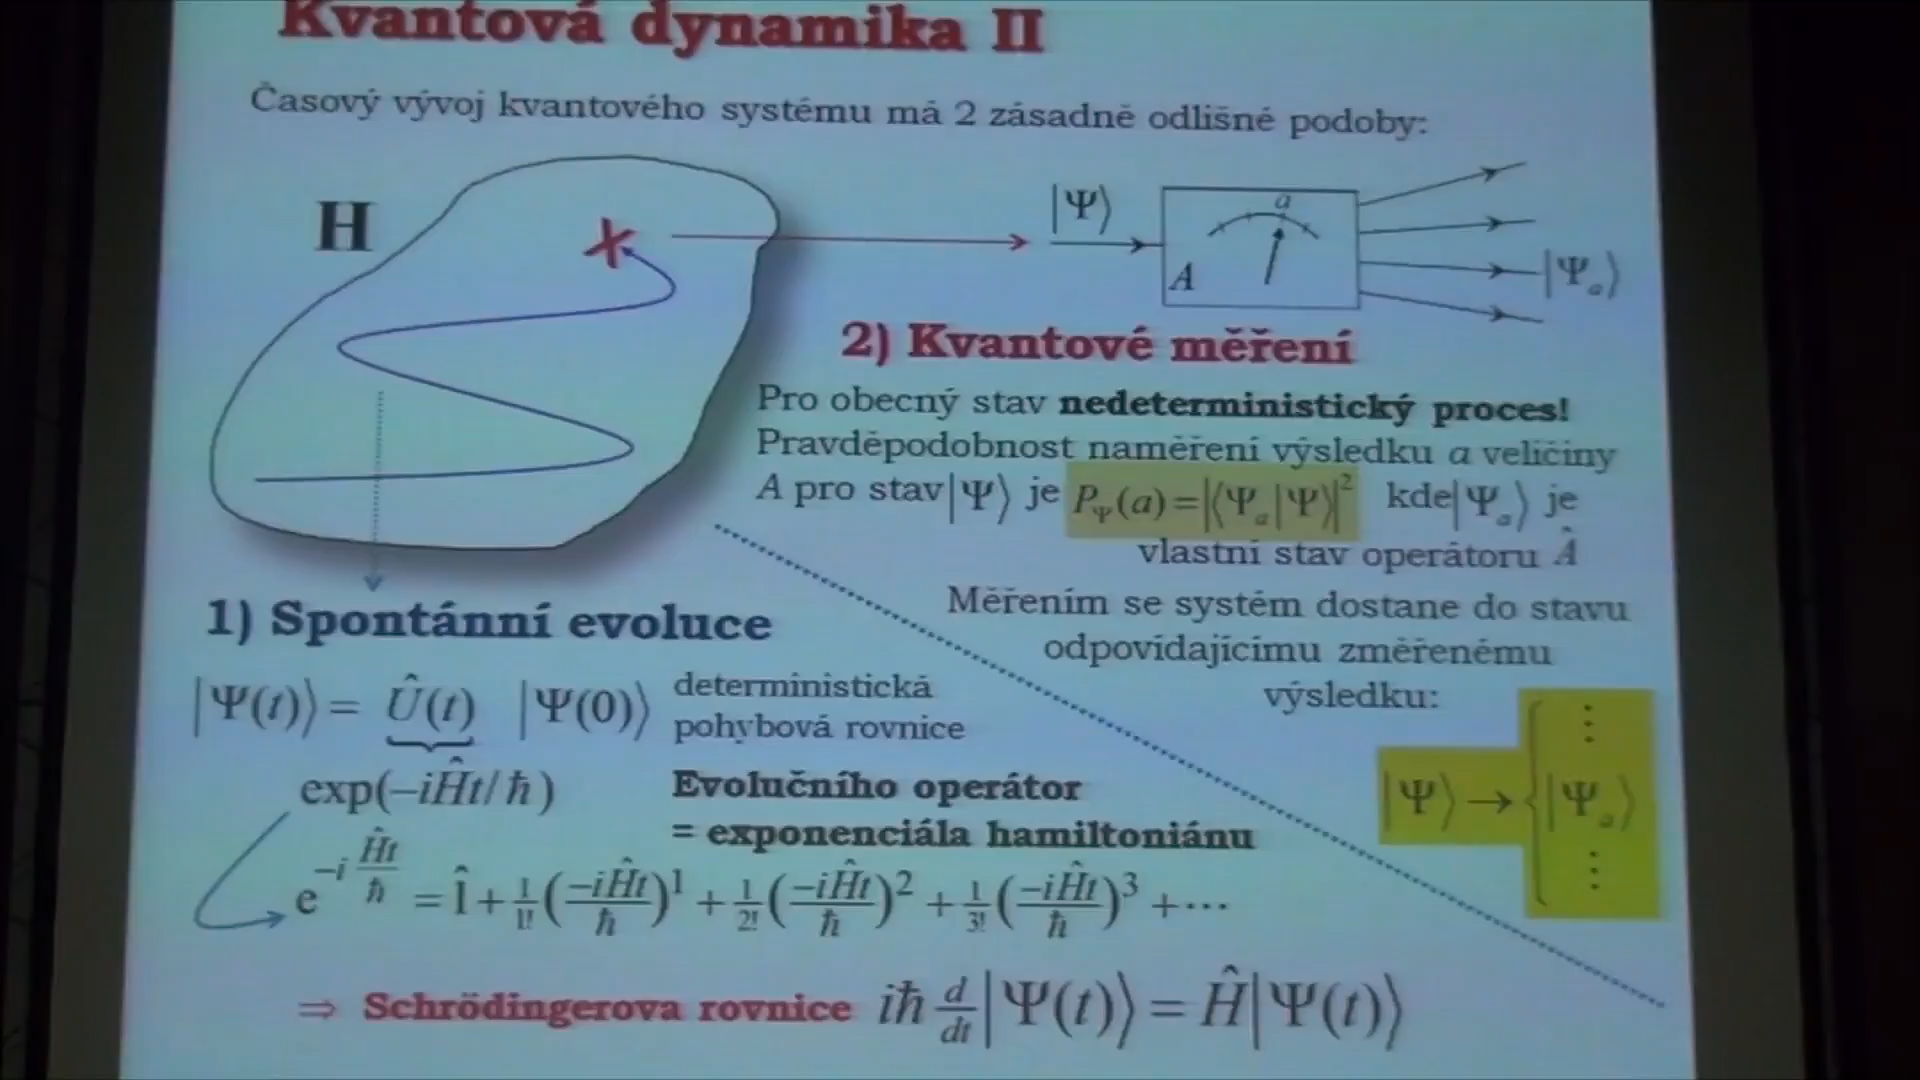 Kvantová dynamika II
Časový vývoj kvantového systému má 2 zásadně odlišné podoby:
H
|Ψ⟩
a
A
|Ψₐ⟩
2) Kvantové měření
Pro obecný stav nedeterministický proces!
Pravděpodobnost naměření výsledku a veličiny
A pro stav |Ψ⟩ je P_Ψ(a) = |⟨Ψₐ|Ψ⟩|² kde |Ψₐ⟩ je
vlastní stav operátoru Â
Měřením se systém dostane do stavu
odpovídajícímu změřenému
výsledku:
|Ψ⟩ → { ⋮ |Ψₐ⟩ ⋮
1) Spontánní evoluce
|Ψ(t)⟩ = Û(t) |Ψ(0)⟩ deterministická
pohybová rovnice
exp(−iĤt/ħ)
Evolučního operátor
= exponenciála hamiltoniánu
e^{−i Ĥt/ħ} = 1̂ + 1/1! (−iĤt/ħ)¹ + 1/2! (−iĤt/ħ)² + 1/3! (−iĤt/ħ)³ + ⋯
⇒ Schrödingerova rovnice iħ d/dt |Ψ(t)⟩ = Ĥ|Ψ(t)⟩